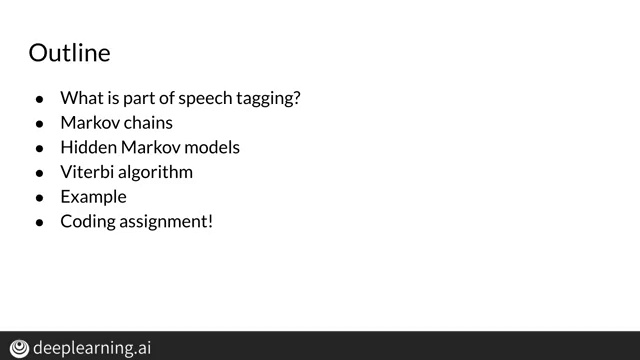 Outline
● What is part of speech tagging?
● Markov chains
● Hidden Markov models
● Viterbi algorithm
● Example
● Coding assignment!
deeplearning.ai